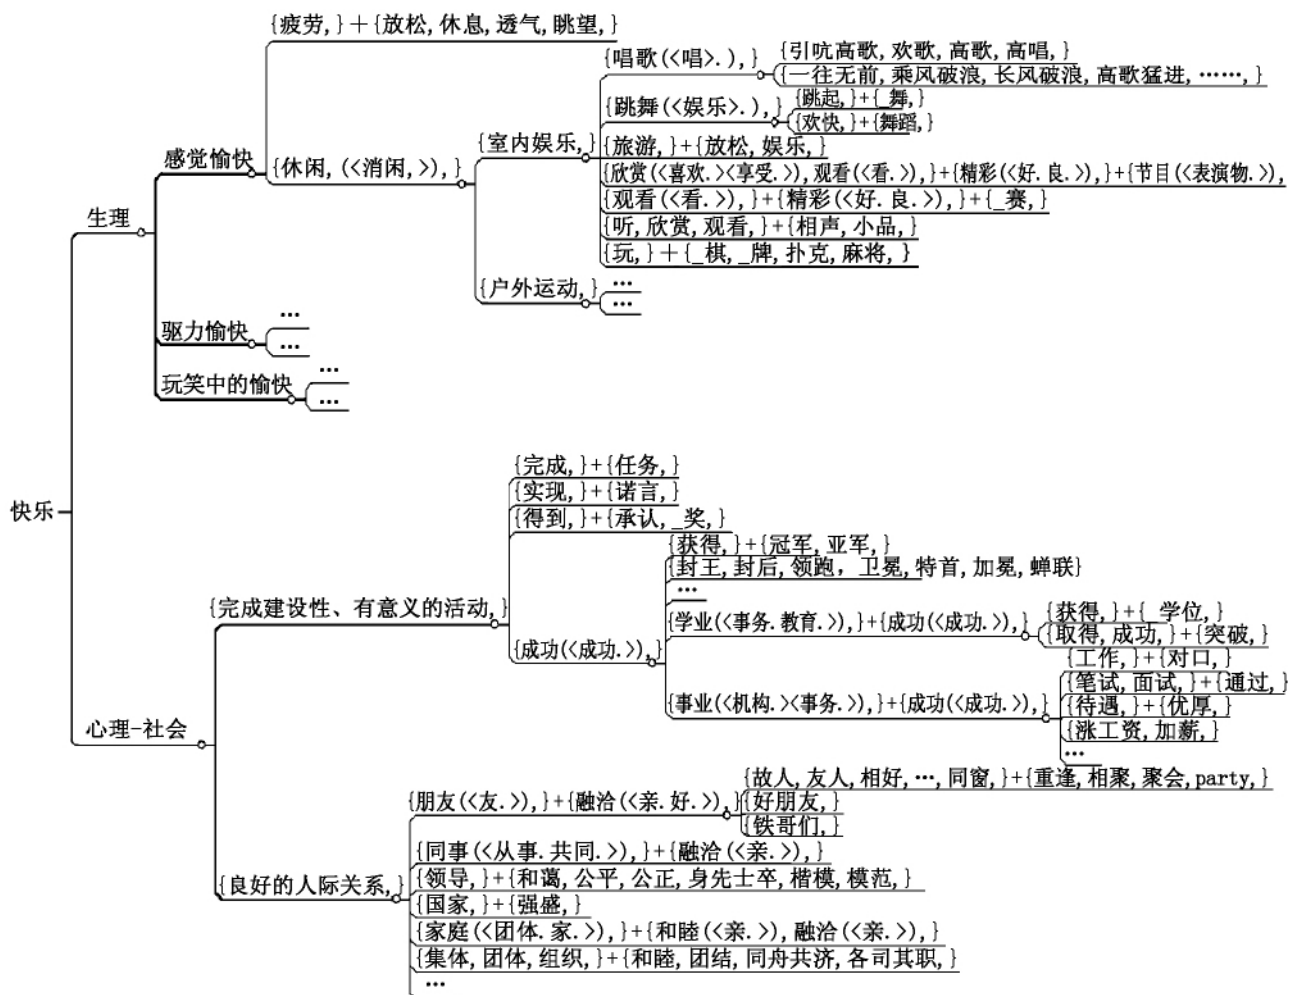 {疲劳, }＋{放松, 休息, 透气, 眺望, }
{唱歌(<唱>. ), }
{引吭高歌, 欢歌, 高歌, 高唱, }
{一往无前, 乘风破浪, 长风破浪, 高歌猛进, ……, }
{跳舞(<娱乐>. ), }
{跳起, }+{_舞, }
{欢快, }+{舞蹈, }
感觉愉快
{休闲, (<消闲, >), }
{室内娱乐, }
{旅游, }+{放松, 娱乐, }
{欣赏(<喜欢. ><享受. >), 观看(<看. >), }+{精彩(<好. 良. >), }+{节目(<表演物. >),
{观看(<看. >), }+{精彩(<好. 良. >), }+{_赛, }
{听, 欣赏, 观看, }+{相声, 小品, }
{玩, }＋{_棋, _牌, 扑克, 麻将, }
生理
{户外运动, }
…
…
…
驱力愉快
…
…
玩笑中的愉快
…
快乐
{完成, }+{任务, }
{实现, }+{诺言, }
{得到, }+{承认, _奖, }
{获得, }+{冠军, 亚军, }
{封王, 封后, 领跑, 卫冕, 特首, 加冕, 蝉联}
…
{完成建设性、有意义的活动, }
{学业(<事务. 教育. >), }+{成功(<成功. >), }
{获得, }+{_学位, }
{取得, 成功, }+{突破, }
{成功(<成功. >), }
{工作, }+{对口, }
{笔试, 面试, }+{通过, }
{事业(<机构. ><事务. >), }+{成功(<成功. >), }
{待遇, }+{优厚, }
{涨工资, 加薪, }
…
心理-社会
{故人, 友人, 相好, …, 同窗, }+{重逢, 相聚, 聚会, party, }
{朋友(<友. >), }+{融洽(<亲. 好. >), }
{好朋友, }
{铁哥们, }
{同事(<从事. 共同. >), }+{融洽(<亲. >), }
{良好的人际关系, }
{领导, }+{和蔼, 公平, 公正, 身先士卒, 楷模, 模范, }
{国家, }+{强盛, }
{家庭(<团体. 家. >), }+{和睦(<亲. >), 融洽(<亲. >), }
{集体, 团体, 组织, }+{和睦, 团结, 同舟共济, 各司其职, }
…